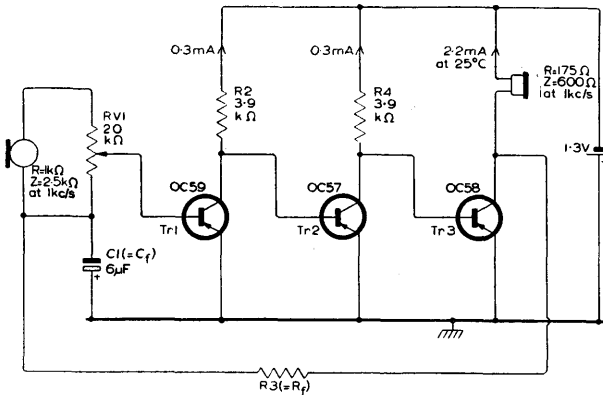 0·3mA
0·3mA
2·2mA
at 25°C
R=175Ω
Z=600Ω
at 1kc/s
RV1
20
kΩ
R2
3·9
kΩ
R4
3·9
kΩ
1·3V
R=1kΩ
Z=2·5kΩ
at 1kc/s
OC59
OC57
OC58
Tr1
Tr2
Tr3
C1(=Cf)
6μF
+
+
R3(=Rf)